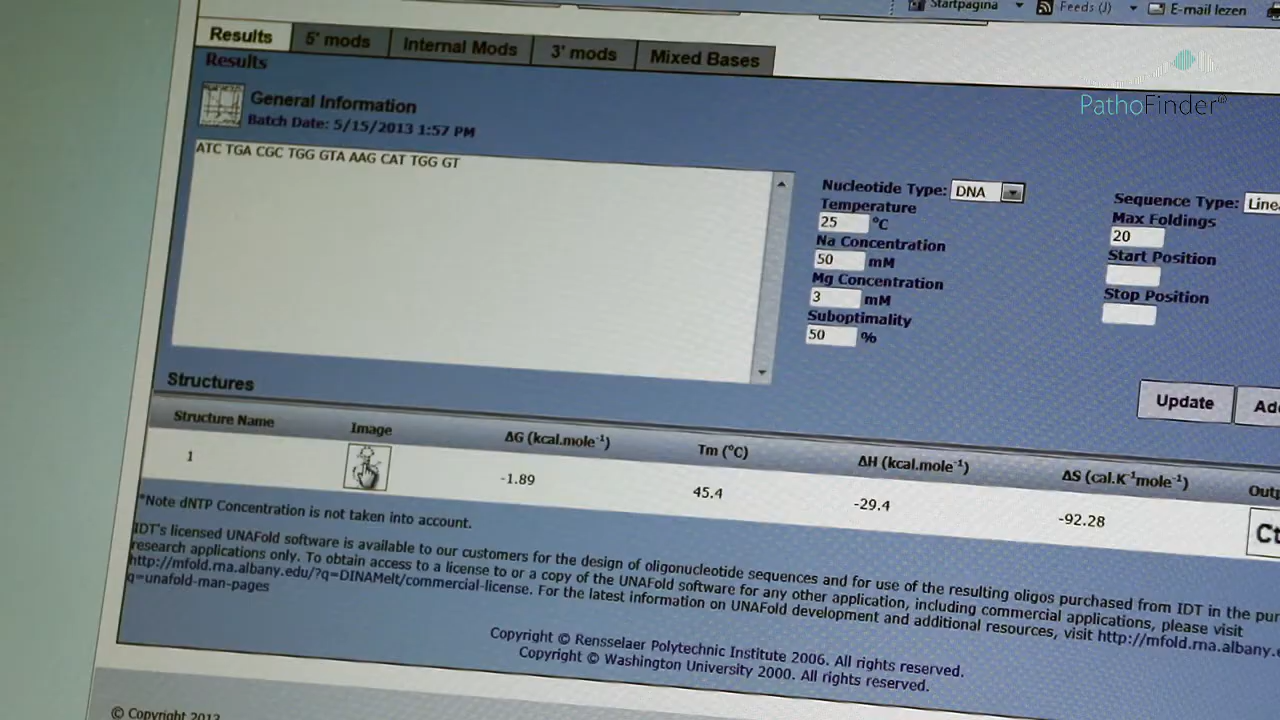 Startpagina Feeds (J) E-mail lezen
Results 5' mods Internal Mods 3' mods Mixed Bases
Results
PathoFinder®
General Information
Batch Date: 5/15/2013 1:57 PM
ATC TGA CGC TGG GTA AAG CAT TGG GT
Nucleotide Type: DNA
Temperature
25 °C
Na Concentration
50 mM
Mg Concentration
3 mM
Suboptimality
50 %
Sequence Type: Line
Max Foldings
20
Start Position
Stop Position
Update
Structures
Structure Name Image ΔG (kcal.mole-1) Tm (°C) ΔH (kcal.mole-1) ΔS (cal.K-1mole-1) Outp
1 -1.89 45.4 -29.4 -92.28 Ct
*Note dNTP Concentration is not taken into account.
IDT's licensed UNAFold software is available to our customers for the design of oligonucleotide sequences and for use of the resulting oligos purchased from IDT in the pur
research applications only. To obtain access to a license to or a copy of the UNAFold software for any other application, including commercial applications, please visit
http://mfold.rna.albany.edu/?q=DINAMelt/commercial-license. For the latest information on UNAFold development and additional resources, visit http://mfold.rna.albany.e
q=unafold-man-pages
Copyright © Rensselaer Polytechnic Institute 2006. All rights reserved.
Copyright © Washington University 2000. All rights reserved.
© Copyright 2013